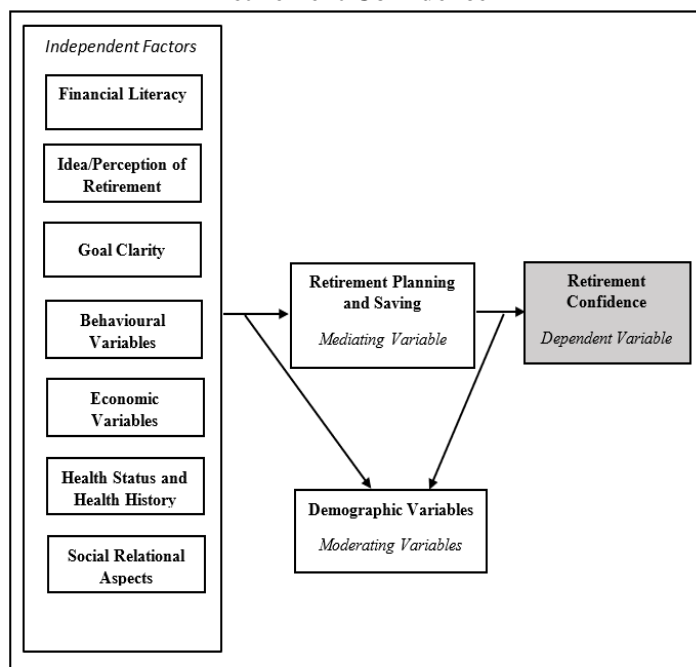 Independent Factors
Financial Literacy
Idea/Perception of
Retirement
Goal Clarity
Behavioural
Variables
Economic
Variables
Health Status and
Health History
Social Relational
Aspects
Retirement Planning
and Saving
Mediating Variable
Retirement
Confidence
Dependent Variable
Demographic Variables
Moderating Variables